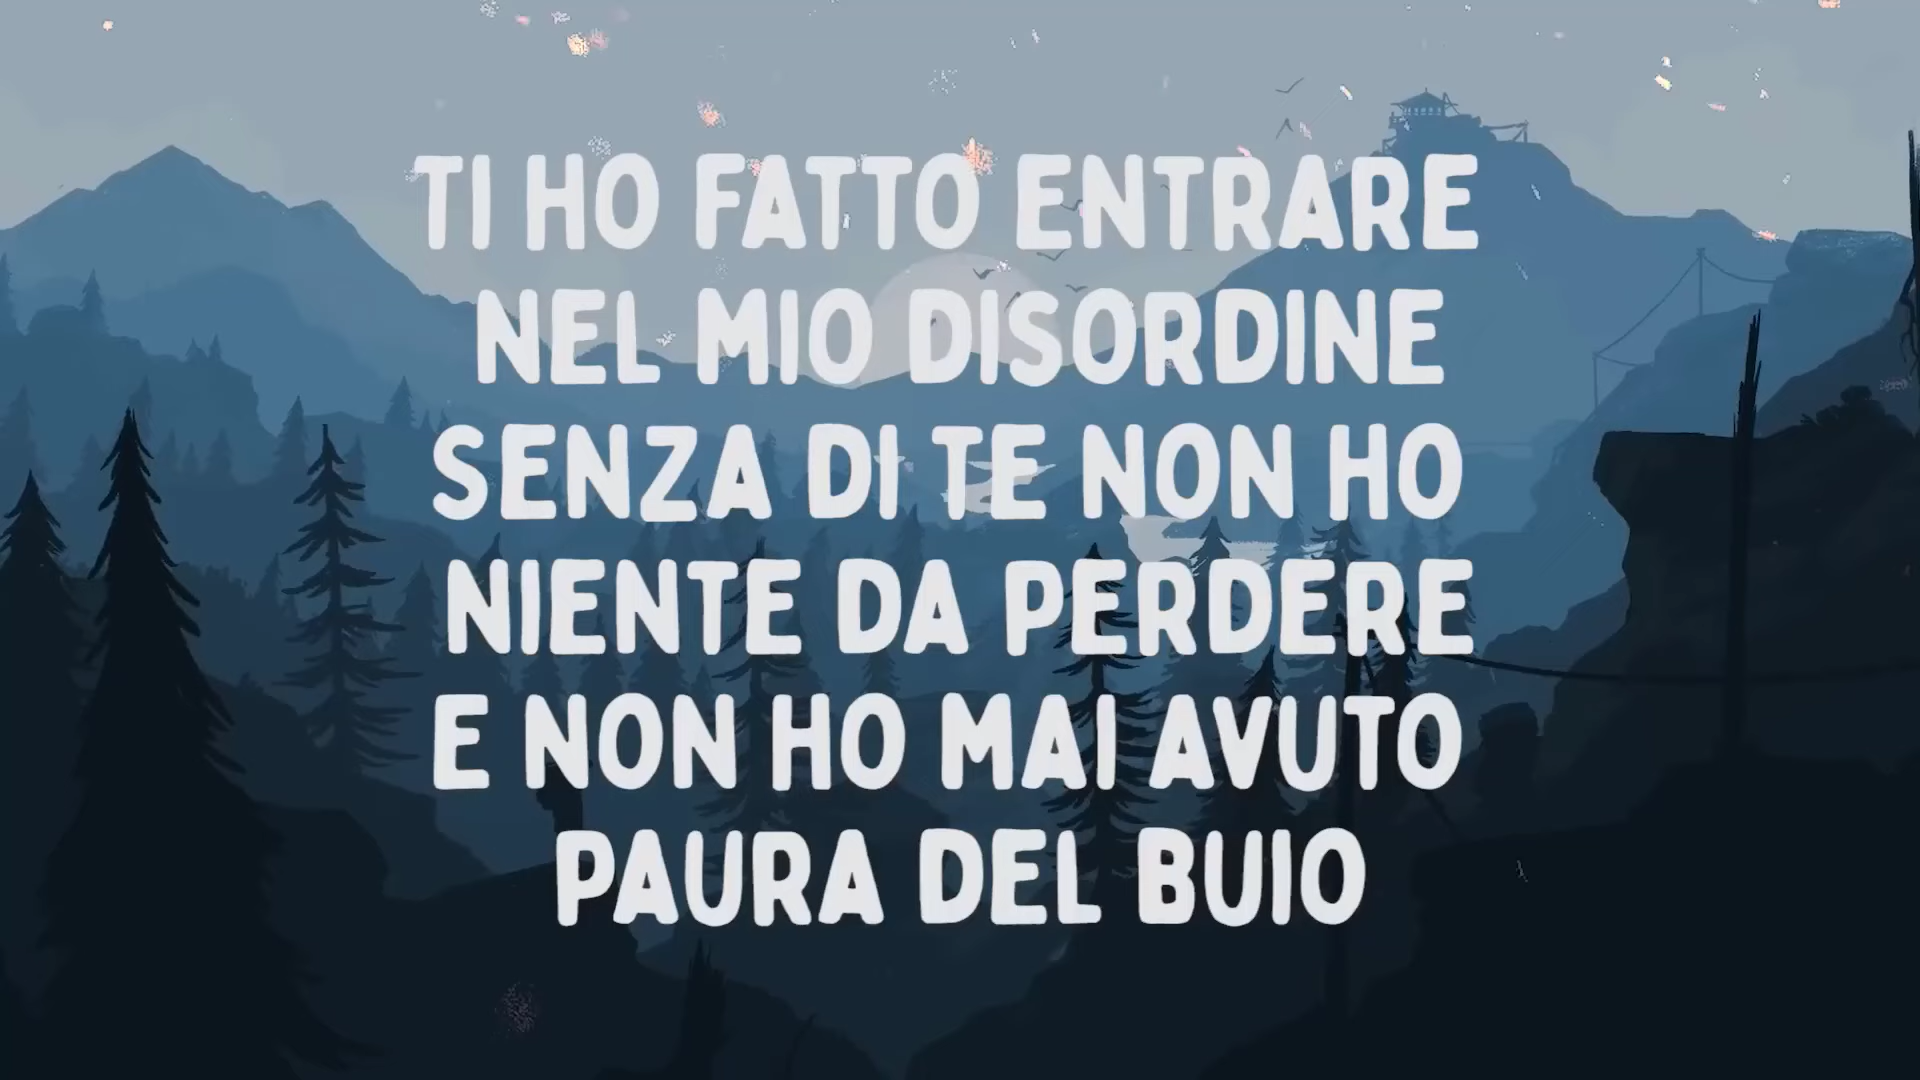 TI HO FATTO ENTRARE
NEL MIO DISORDINE
SENZA DI TE NON HO
NIENTE DA PERDERE
E NON HO MAI AVUTO
PAURA DEL BUIO